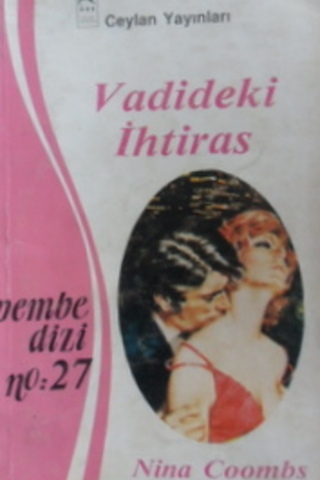 Ceylan Yayınları
Vadideki
İhtiras
pembe
dizi
no: 27
Nina Coombs